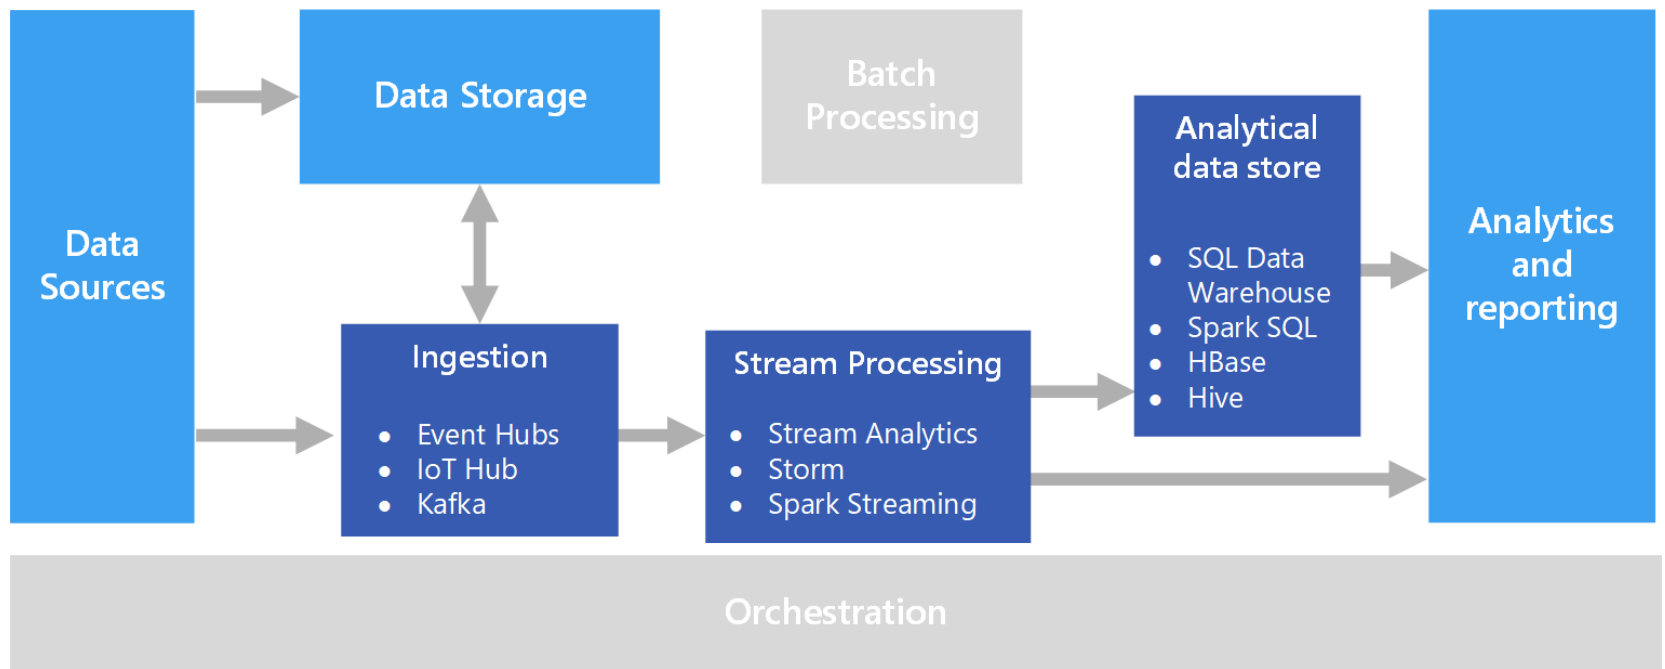 Data
Sources
Data Storage
Batch
Processing
Ingestion
● Event Hubs
● IoT Hub
● Kafka
Stream Processing
● Stream Analytics
● Storm
● Spark Streaming
Analytical
data store
● SQL Data
Warehouse
● Spark SQL
● HBase
● Hive
Analytics
and
reporting
Orchestration